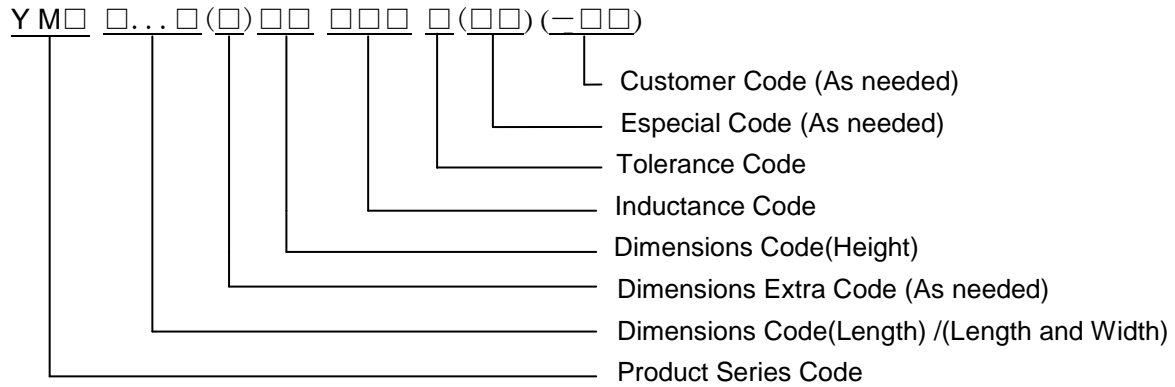 YM□ □...□(□)□□ □□□ □(□□)(－□□)
Customer Code (As needed)
Especial Code (As needed)
Tolerance Code
Inductance Code
Dimensions Code(Height)
Dimensions Extra Code (As needed)
Dimensions Code(Length) /(Length and Width)
Product Series Code